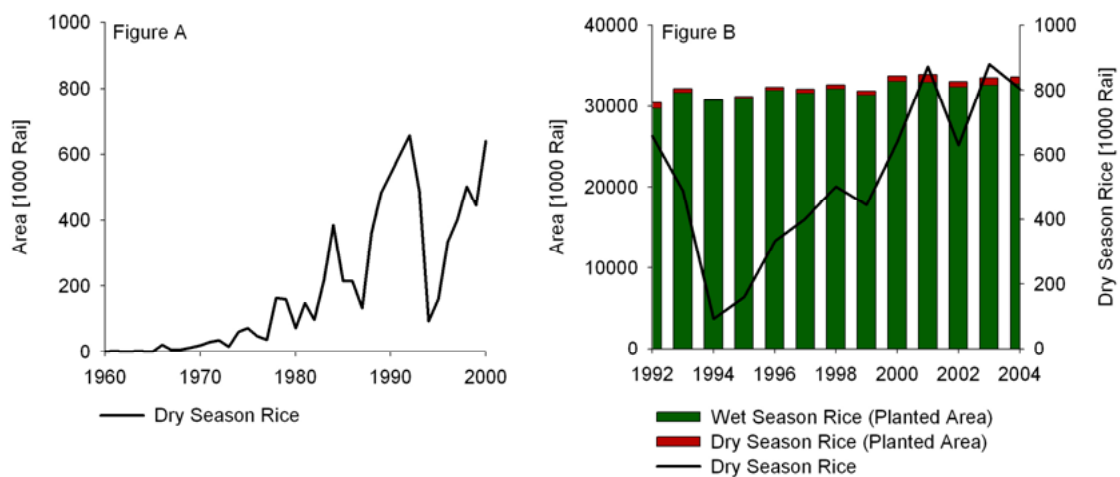 Figure A
Area [1000 Rai]
1000
800
600
400
200
0
1960 1970 1980 1990 2000
Dry Season Rice
Figure B
Area [1000 Rai]
40000
30000
20000
10000
0
1000
800
600
400
200
0
Dry Season Rice [1000 Rai]
1992 1994 1996 1998 2000 2002 2004
Wet Season Rice (Planted Area)
Dry Season Rice (Planted Area)
Dry Season Rice